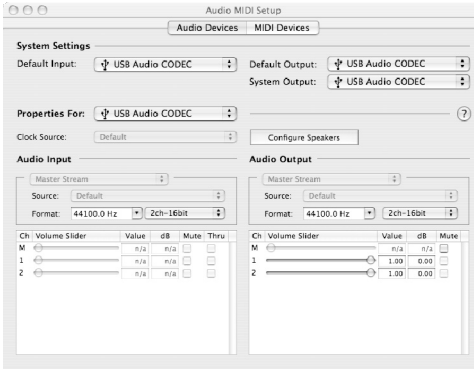 Audio MIDI Setup
Audio Devices MIDI Devices
System Settings
Default Input: USB Audio CODEC
Default Output: USB Audio CODEC
System Output: USB Audio CODEC
Properties For: USB Audio CODEC
?
Clock Source: Default
Configure Speakers
Audio Input
Master Stream
Source: Default
Format: 44100.0 Hz 2ch-16bit
Ch Volume Slider Value dB Mute Thru
M n/a n/a
1 n/a n/a
2 n/a n/a
Audio Output
Master Stream
Source: Default
Format: 44100.0 Hz 2ch-16bit
Ch Volume Slider Value dB Mute
M n/a n/a
1 1.00 0.00
2 1.00 0.00